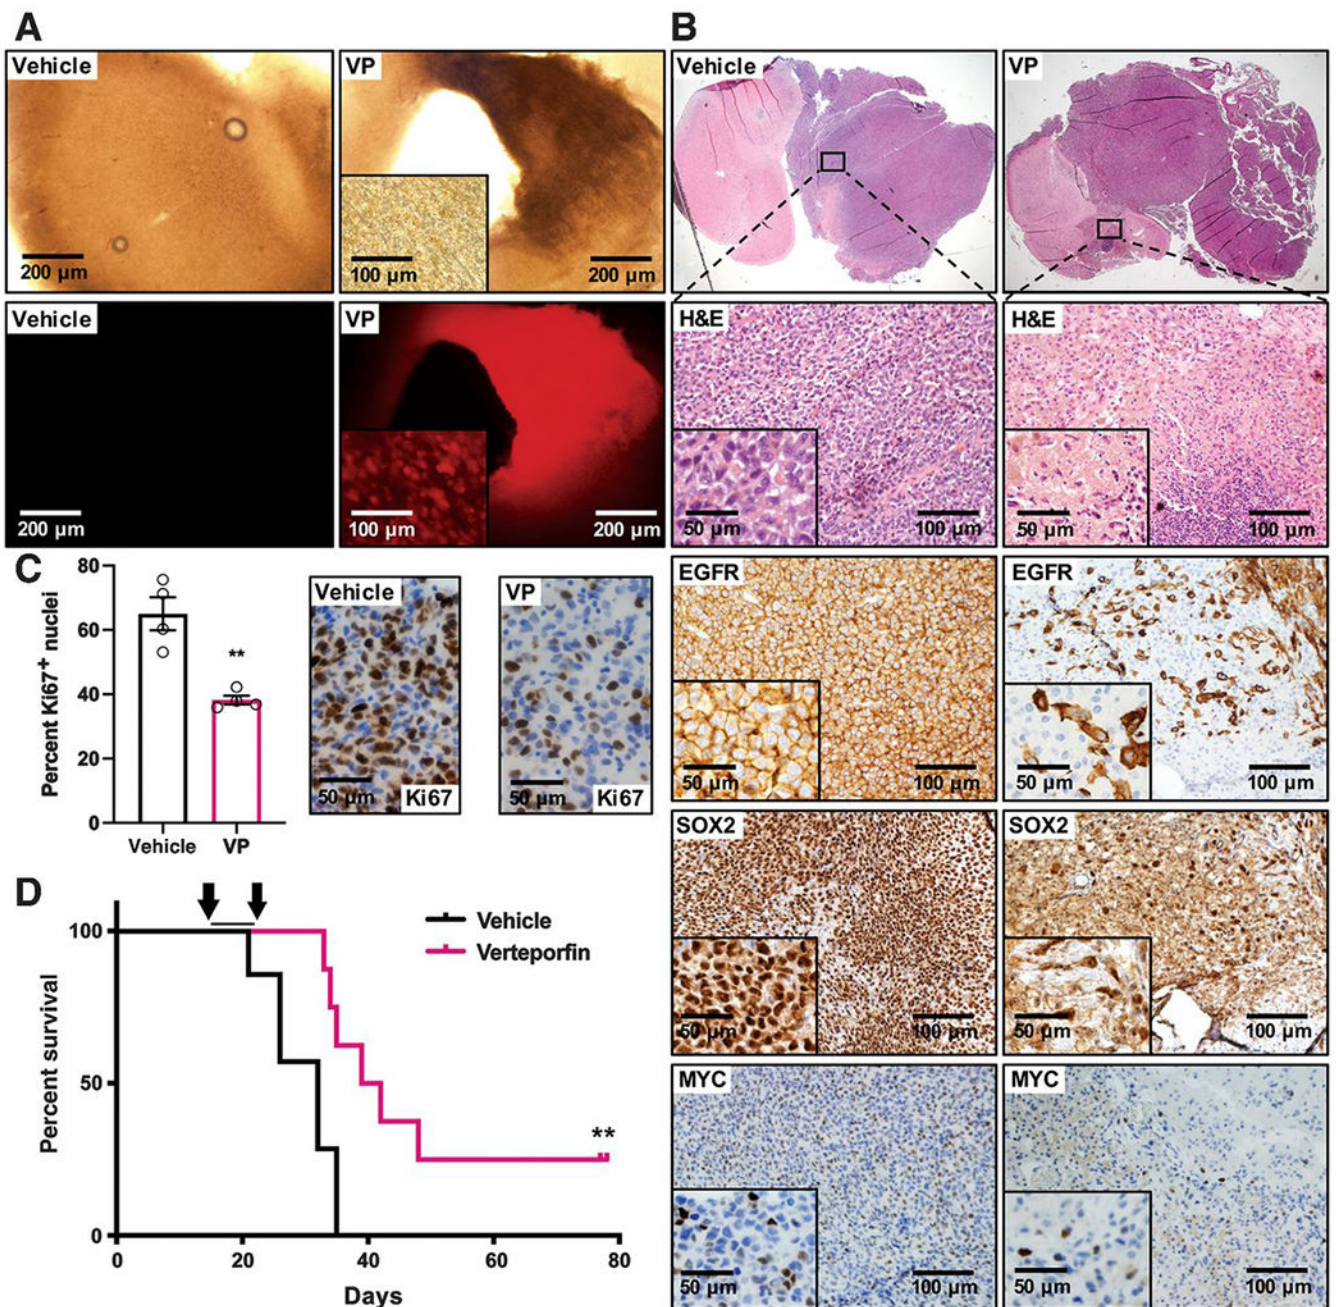 A
Vehicle
VP
200 µm
100 µm
200 µm
Vehicle
VP
200 µm
100 µm
200 µm
B
Vehicle
VP
H&E
H&E
50 µm
100 µm
50 µm
100 µm
EGFR
EGFR
50 µm
100 µm
50 µm
100 µm
SOX2
SOX2
50 µm
100 µm
50 µm
100 µm
MYC
MYC
50 µm
100 µm
50 µm
100 µm
C
Percent Ki67+ nuclei
80
60
40
20
0
**
Vehicle
VP
Vehicle
50 µm
Ki67
VP
50 µm
Ki67
D
Percent survival
100
50
0
Vehicle
Verteporfin
**
0
20
40
60
80
Days